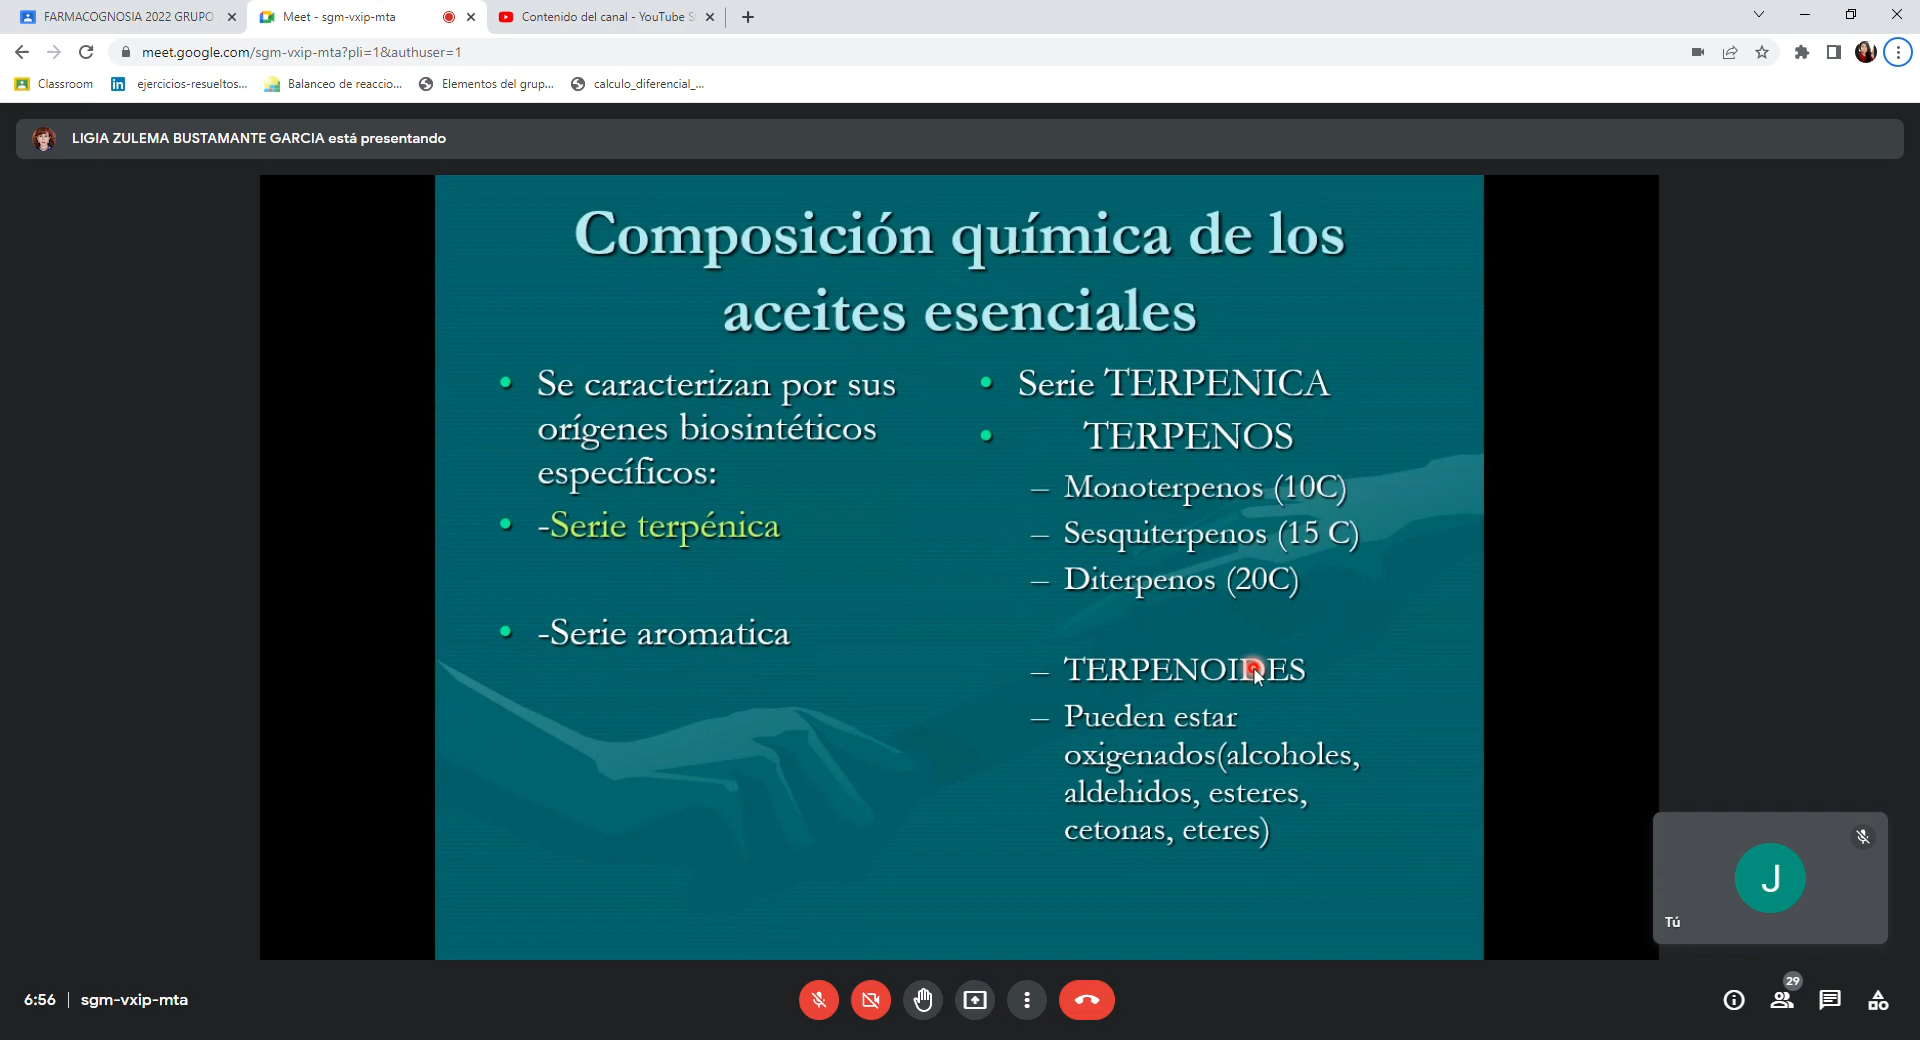 FARMACOGNOSIA 2022 GRUPO
Meet - sgm-vxip-mta
Contenido del canal - YouTube S
meet.google.com/sgm-vxip-mta?pli=1&authuser=1
Classroom
ejercicios-resueltos...
Balanceo de reaccio...
Elementos del grup...
calculo_diferencial_...
LIGIA ZULEMA BUSTAMANTE GARCIA está presentando
Composición química de los
aceites esenciales
• Se caracterizan por sus
orígenes biosintéticos
específicos:
• -Serie terpénica
• -Serie aromatica
• Serie TERPENICA
• TERPENOS
– Monoterpenos (10C)
– Sesquiterpenos (15 C)
– Diterpenos (20C)
– TERPENOIDES
– Pueden estar
oxigenados(alcoholes,
aldehidos, esteres,
cetonas, eteres)
J
Tú
6:56 | sgm-vxip-mta
29